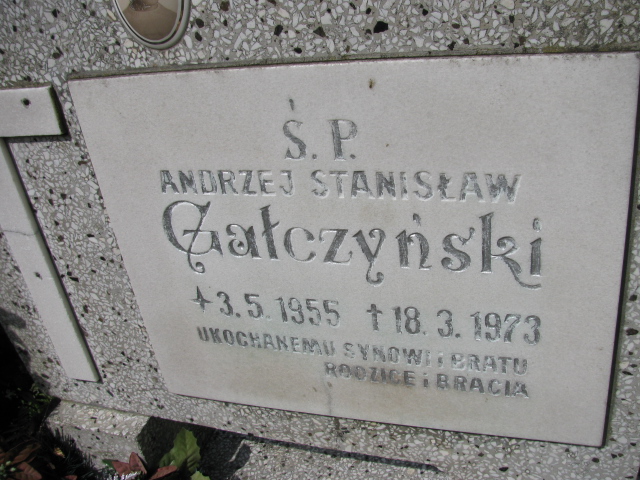 Ś. P.
ANDRZEJ STANISŁAW
Gałczyński
✶ 3. 5. 1955 † 18. 3. 1973
UKOCHANEMU SYNOWI i BRATU
RODZICE i BRACIA